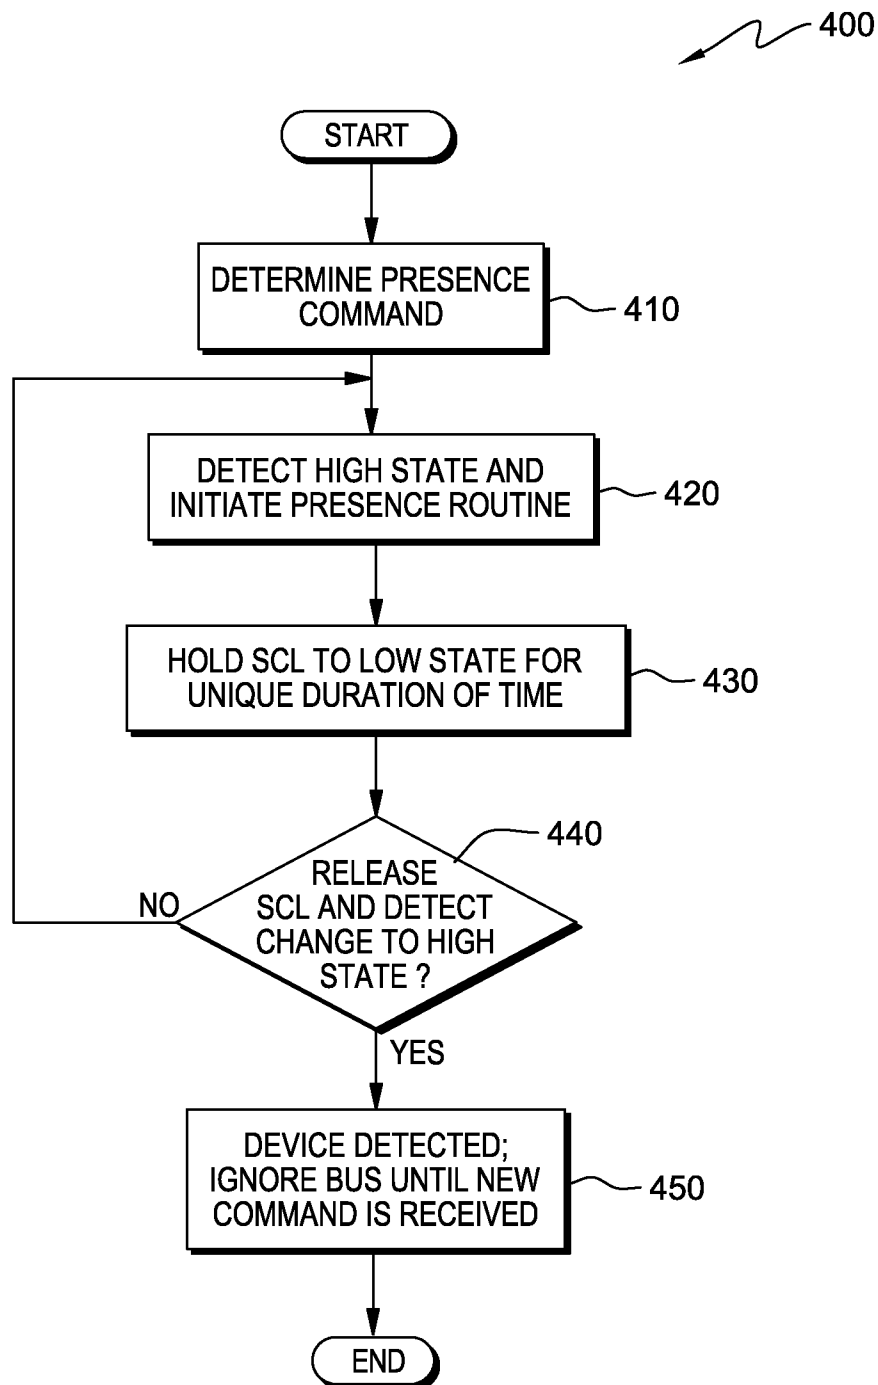 400
START
DETERMINE PRESENCE
COMMAND
410
DETECT HIGH STATE AND
INITIATE PRESENCE ROUTINE
420
HOLD SCL TO LOW STATE FOR
UNIQUE DURATION OF TIME
430
440
RELEASE
SCL AND DETECT
CHANGE TO HIGH
STATE ?
NO
YES
DEVICE DETECTED;
IGNORE BUS UNTIL NEW
COMMAND IS RECEIVED
450
END